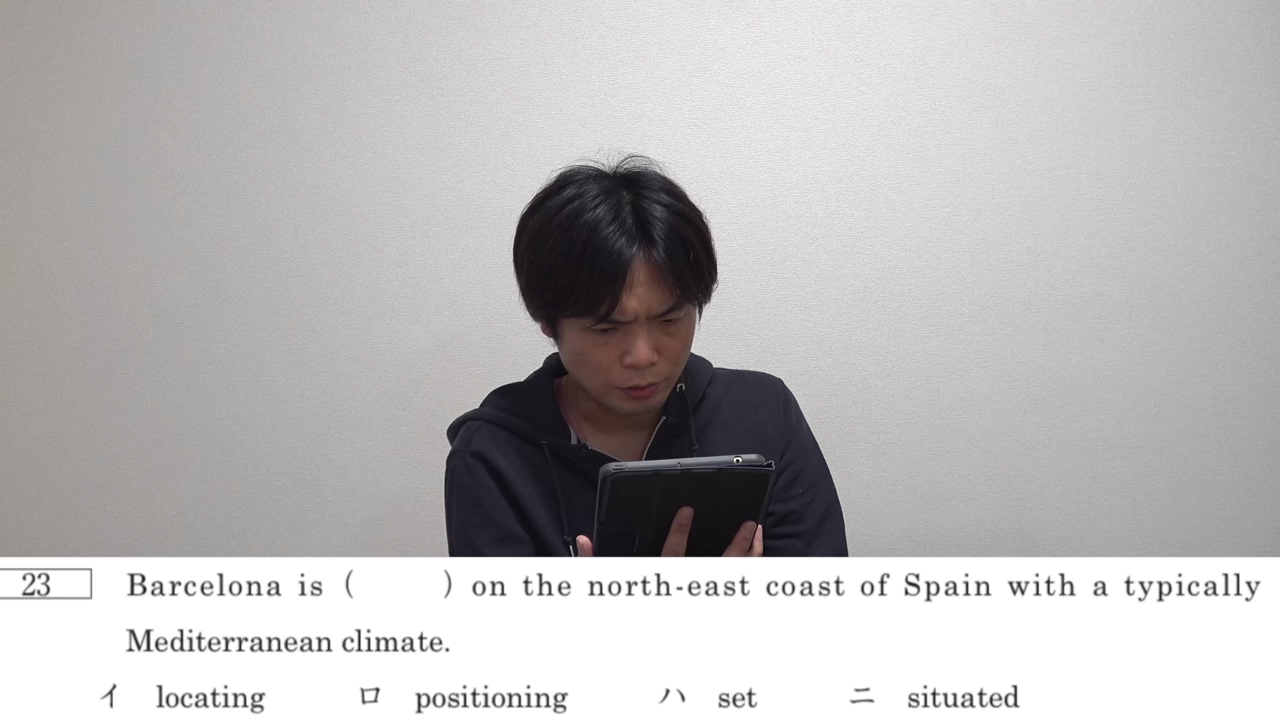 23 Barcelona is ( ) on the north-east coast of Spain with a typically
Mediterranean climate.
イ locating ロ positioning ハ set ニ situated